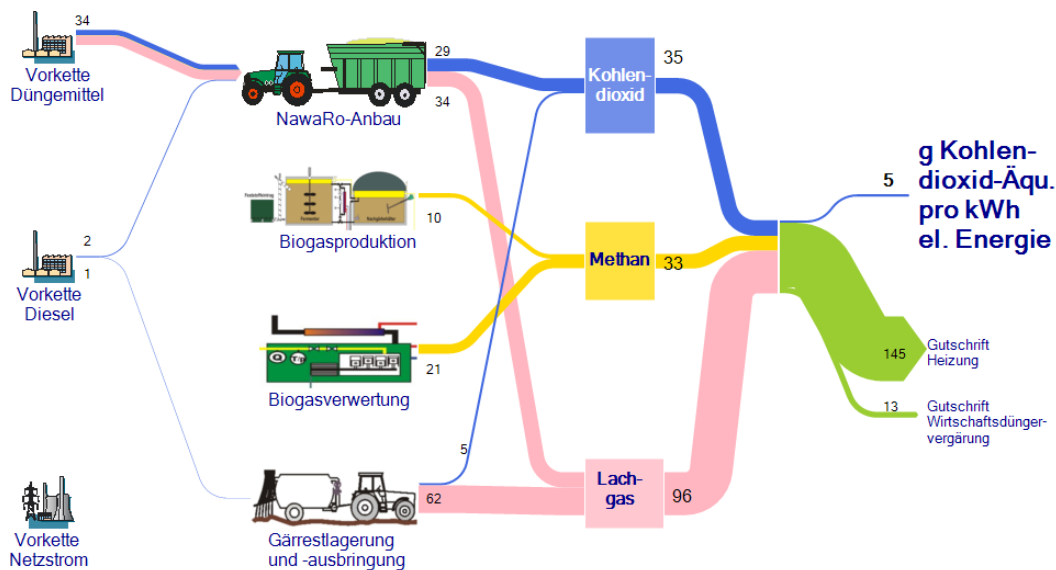 34
Vorkette
Düngemittel
29
34
NawaRo-Anbau
Kohlen-
dioxid
35
g Kohlen-
dioxid-Äqu.
pro kWh
el. Energie
5
10
Biogasproduktion
2
1
Vorkette
Diesel
Methan
33
21
Biogasverwertung
145
Gutschrift
Heizung
13
Gutschrift
Wirtschaftsdünger-
vergärung
5
62
Gärrestlagerung
und -ausbringung
Lach-
gas
96
Vorkette
Netzstrom